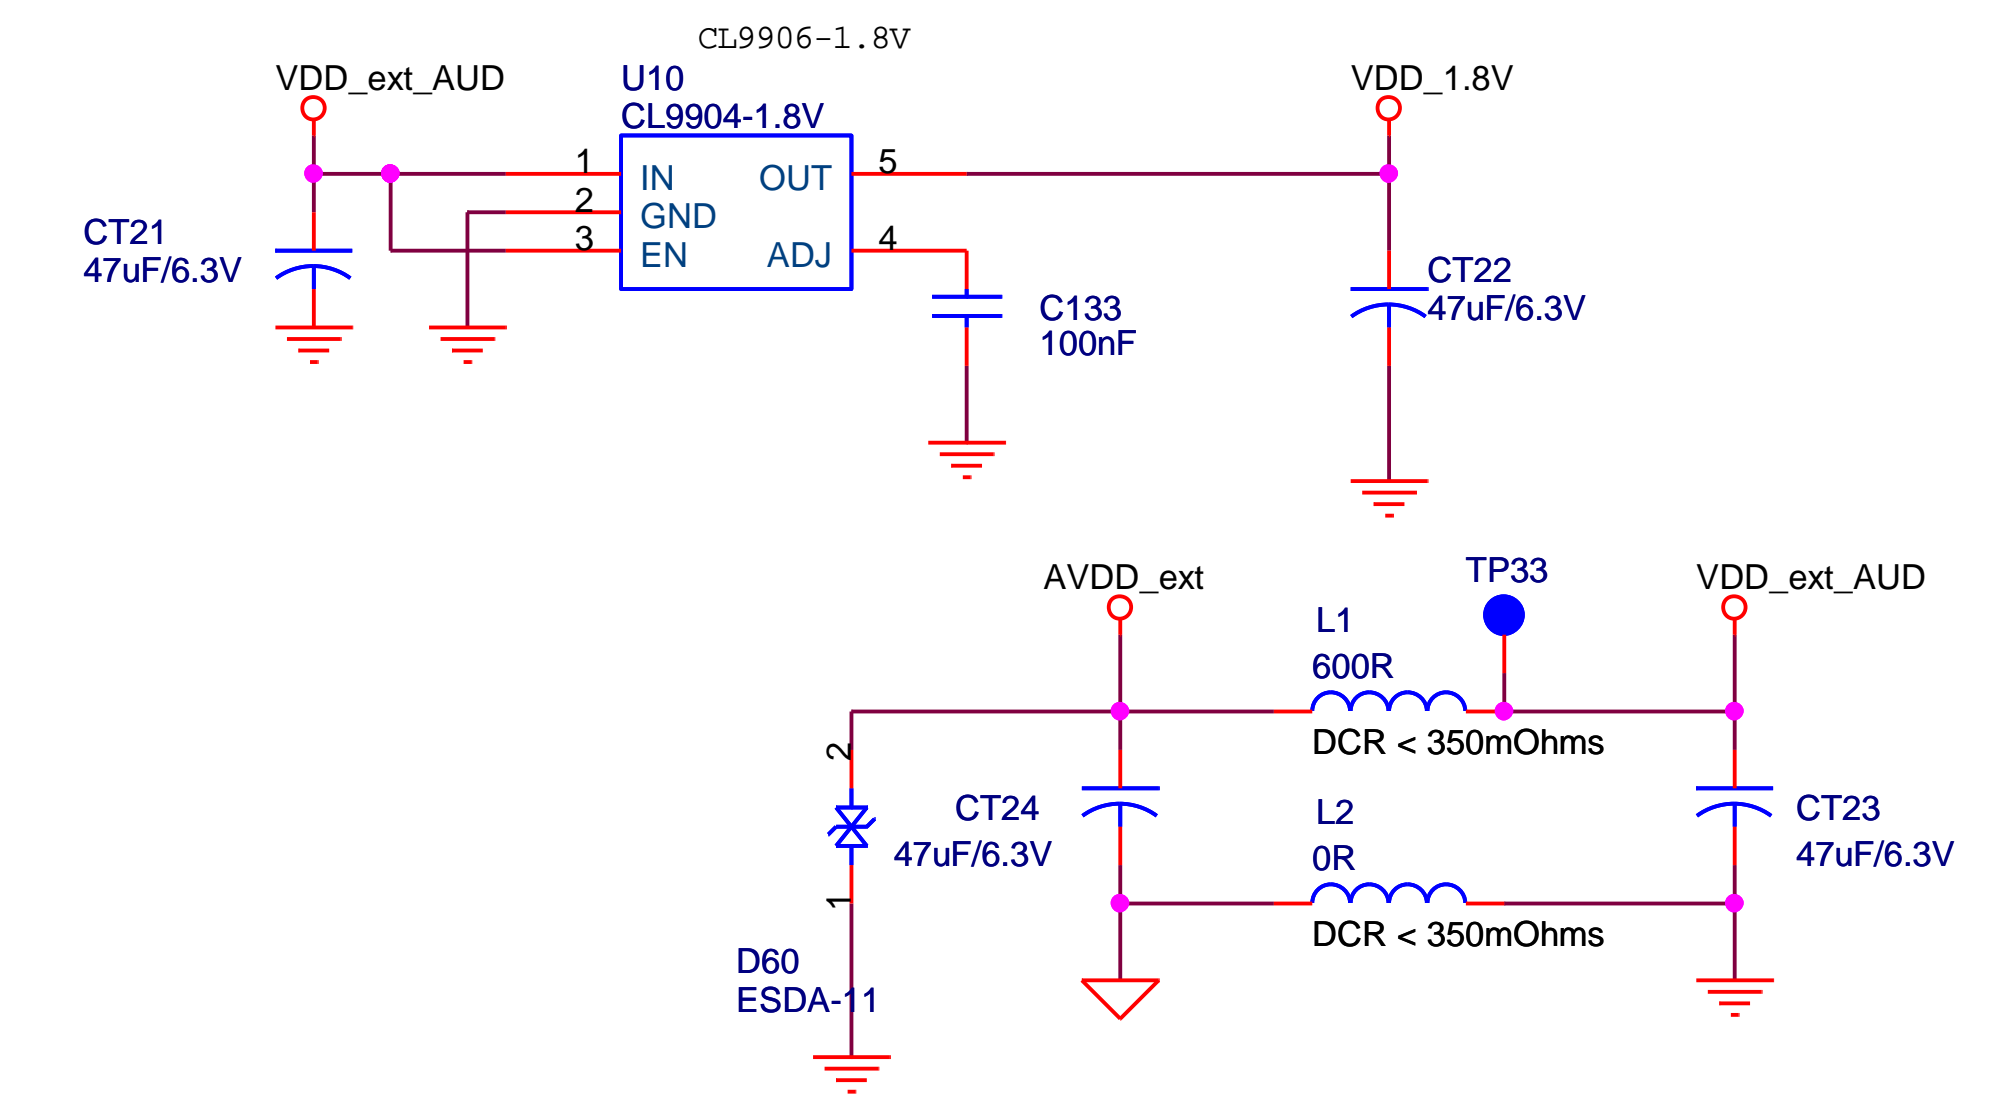 CL9906-1.8V
VDD_ext_AUD
U10
CL9904-1.8V
VDD_1.8V
1
IN
OUT
5
2
GND
3
EN
ADJ
4
CT21
47uF/6.3V
C133
100nF
CT22
47uF/6.3V
AVDD_ext
TP33
VDD_ext_AUD
L1
600R
DCR < 350mOhms
2
CT24
47uF/6.3V
L2
0R
DCR < 350mOhms
CT23
47uF/6.3V
1
D60
ESDA-11